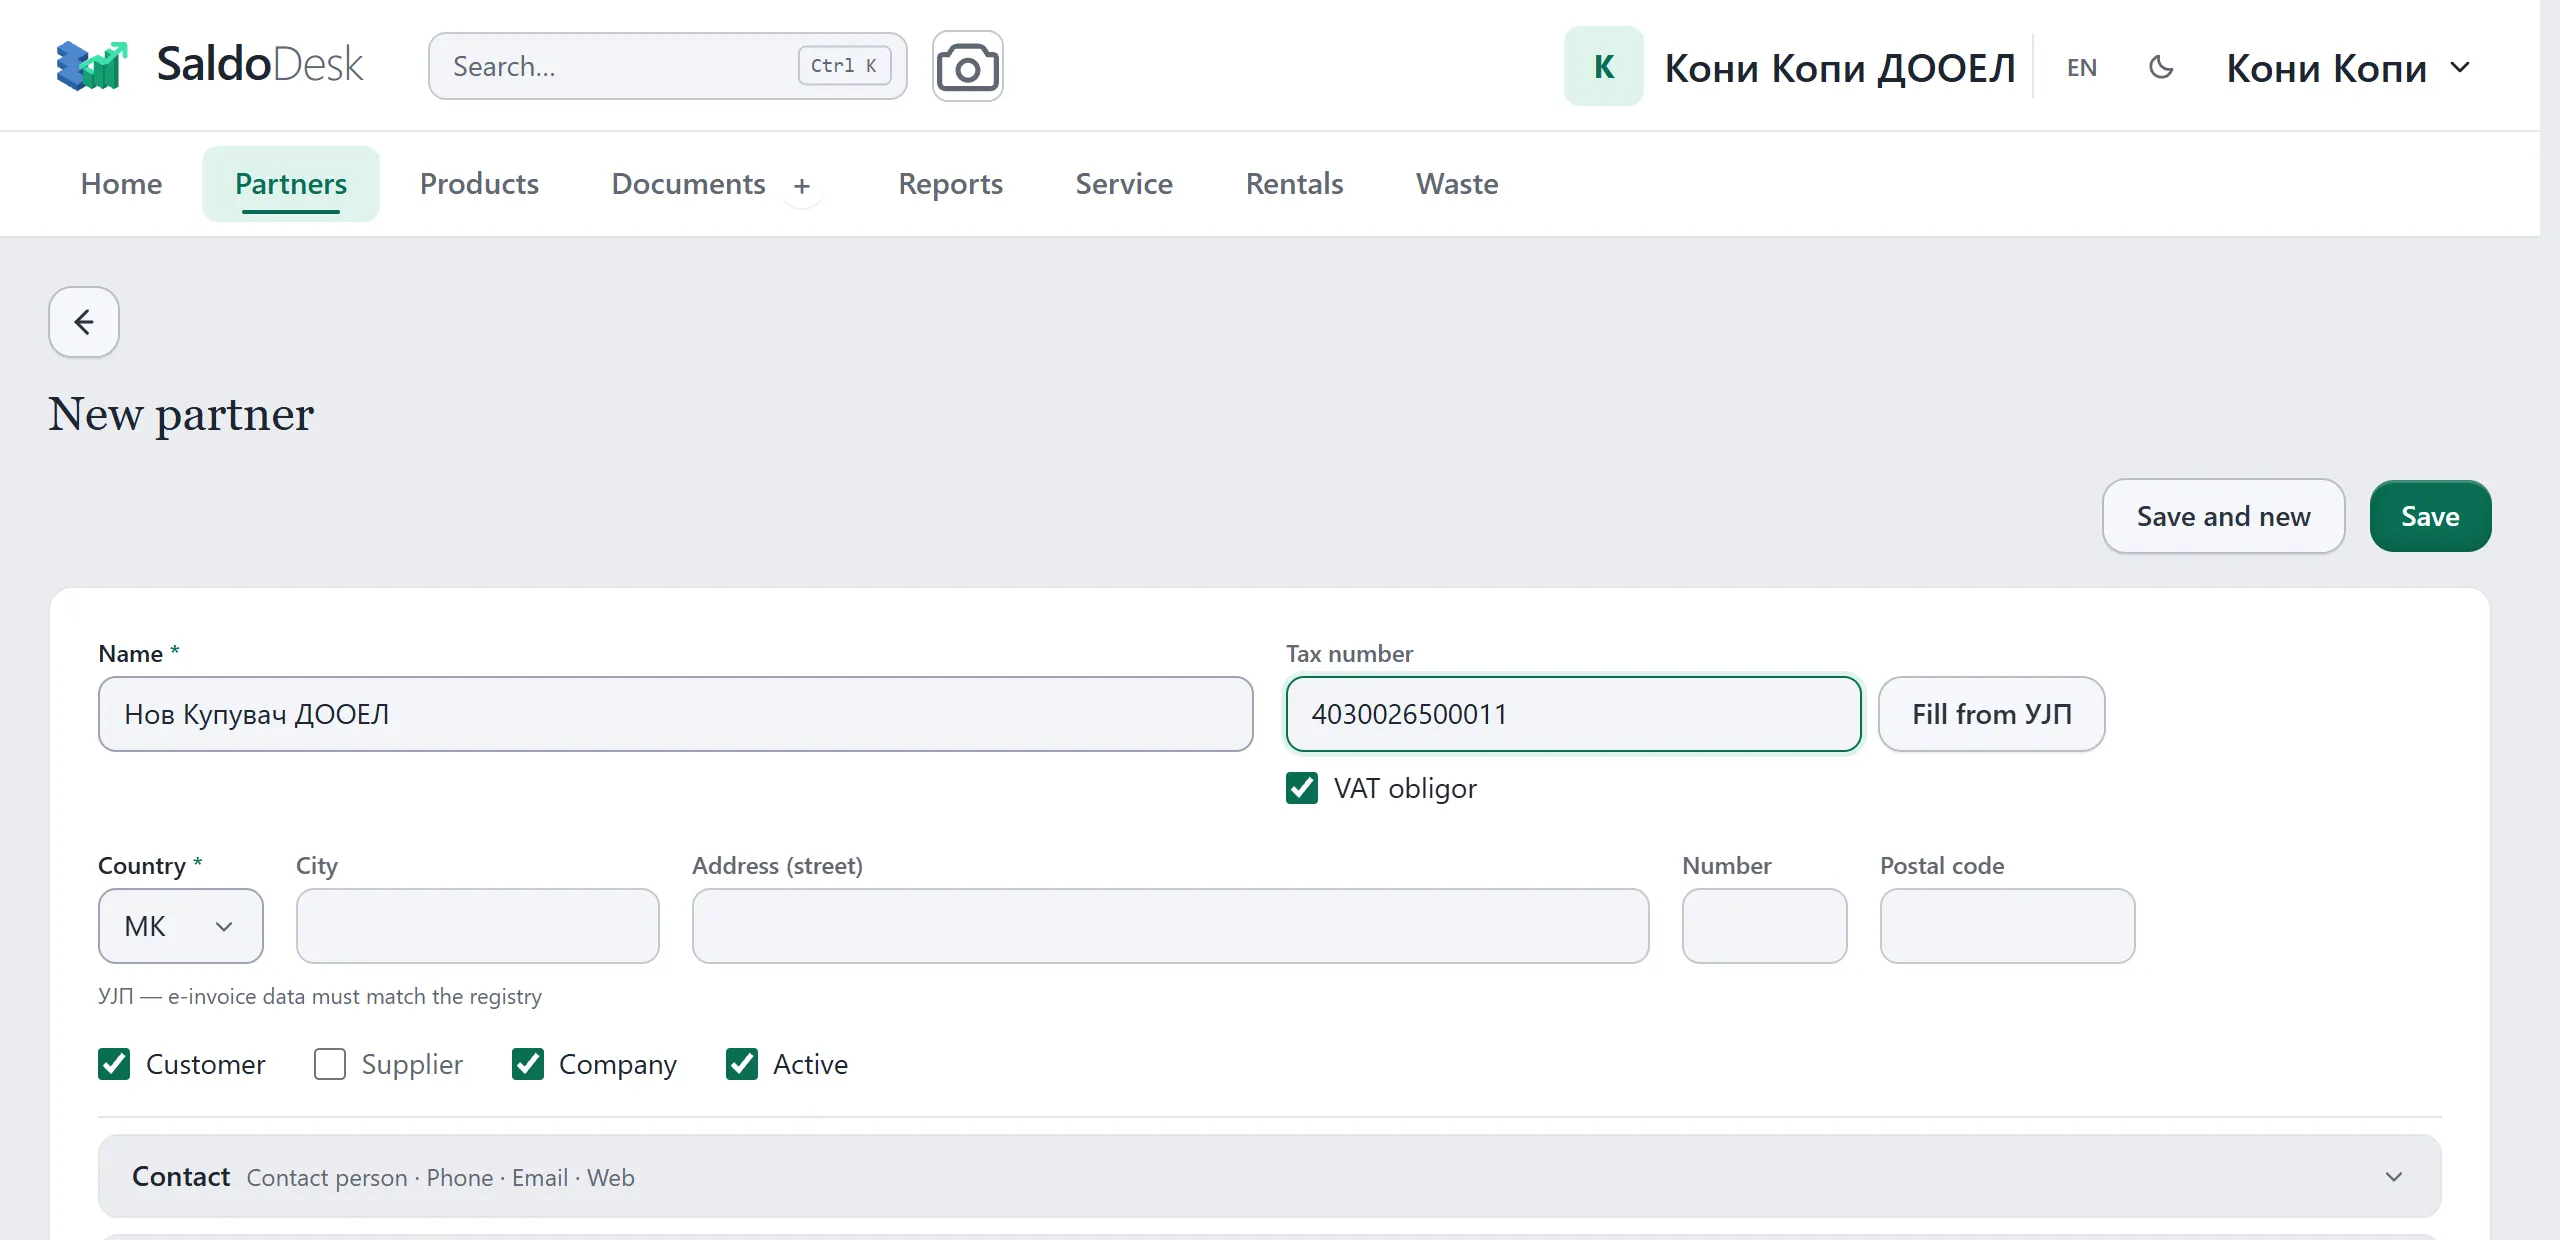 SaldoDesk
Search...
Ctrl K
K
Кони Копи ДООЕЛ
EN
Кони Копи
Home
Partners
Products
Documents
+
Reports
Service
Rentals
Waste
New partner
Save and new
Save
Name *
Tax number
Нов Купувач ДООЕЛ
4030026500011
Fill from УЈП
VAT obligor
Country *
City
Address (street)
Number
Postal code
MK
УЈП — e-invoice data must match the registry
Customer
Supplier
Company
Active
Contact Contact person · Phone · Email · Web